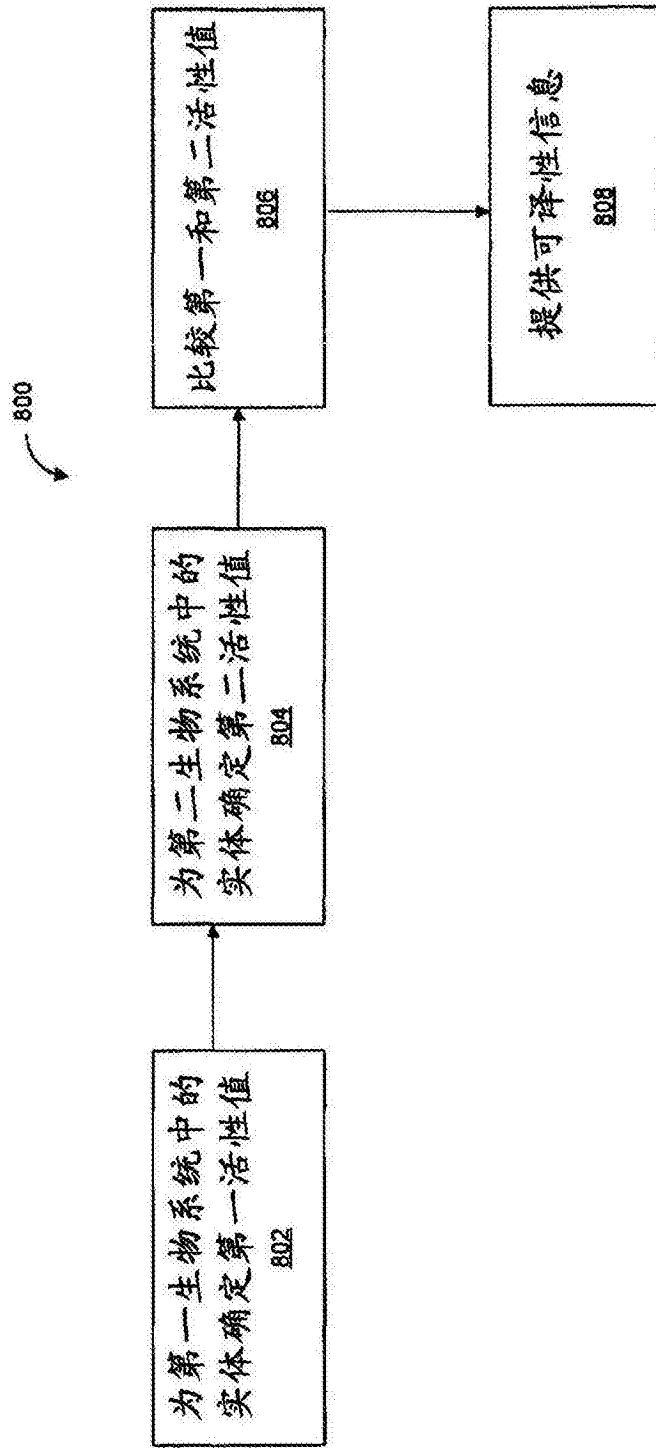 800
为第一生物系统中的
实体确定第一活性值
802
为第二生物系统中的
实体确定第二活性值
804
比较第一和第二活性值
806
提供可译性信息
808